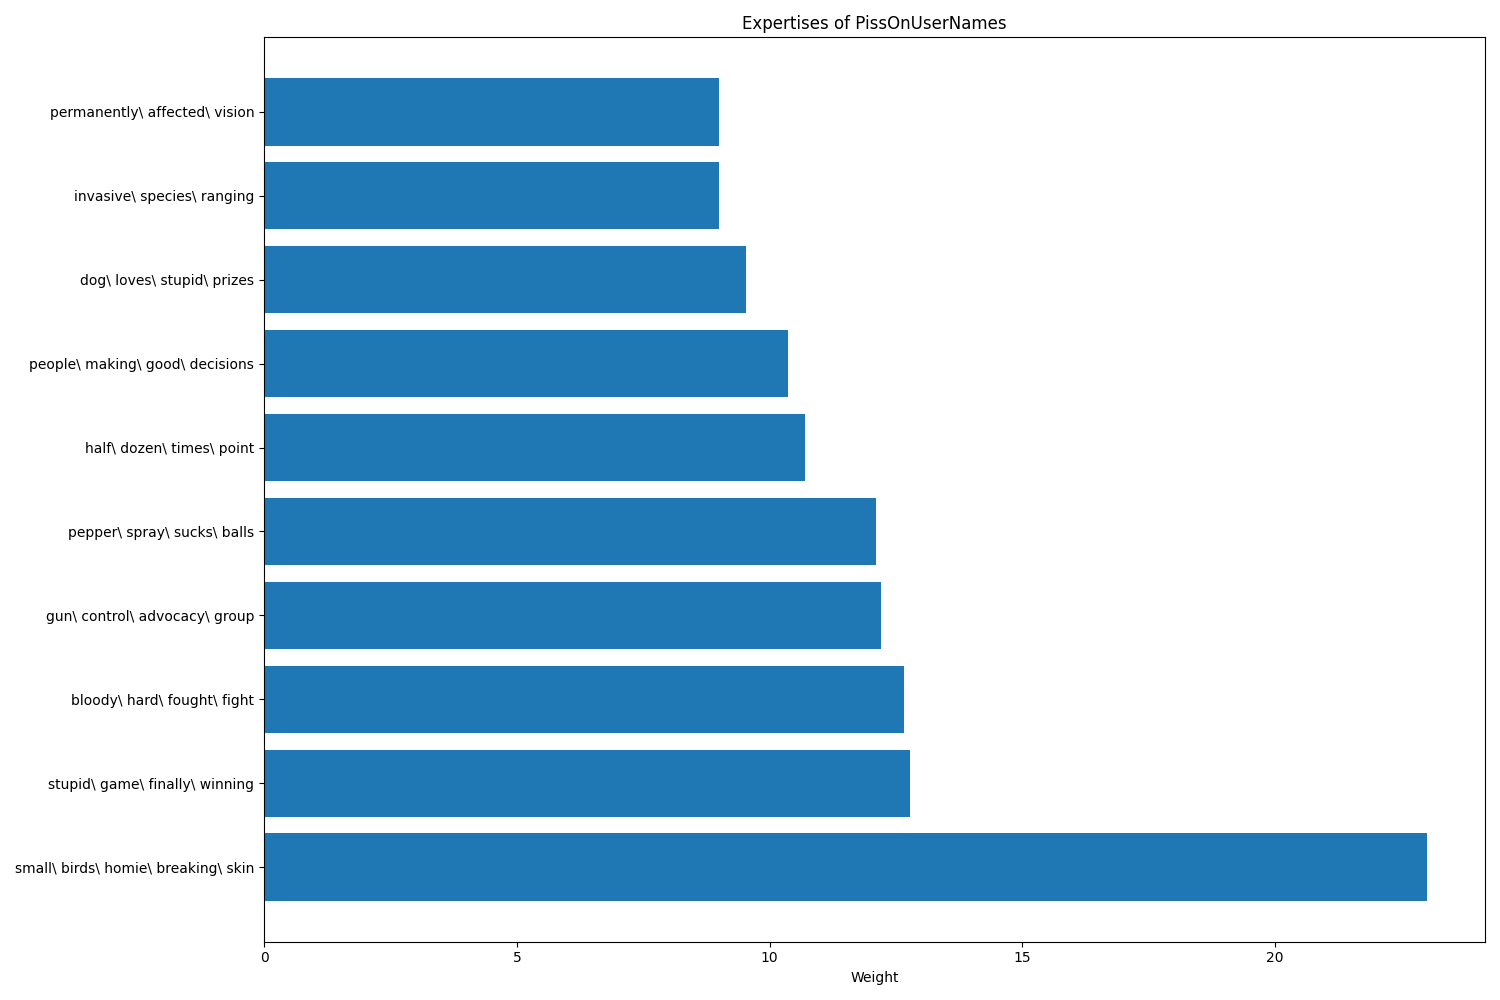 Expertises of PissOnUserNames
permanently\ affected\ vision
invasive\ species\ ranging
dog\ loves\ stupid\ prizes
people\ making\ good\ decisions
half\ dozen\ times\ point
pepper\ spray\ sucks\ balls
gun\ control\ advocacy\ group
bloody\ hard\ fought\ fight
stupid\ game\ finally\ winning
small\ birds\ homie\ breaking\ skin
0 5 10 15 20
Weight